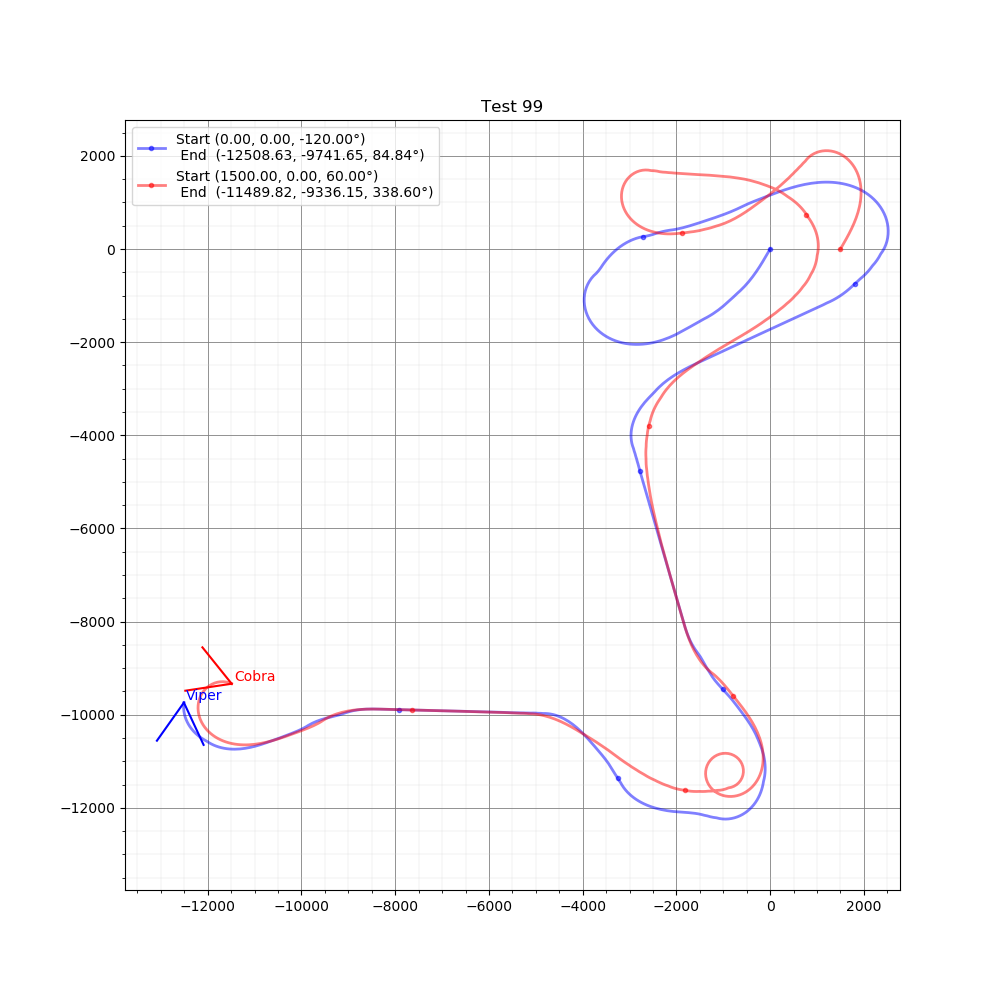 Test 99
Start (0.00, 0.00, -120.00°)
End (-12508.63, -9741.65, 84.84°)
Start (1500.00, 0.00, 60.00°)
End (-11489.82, -9336.15, 338.60°)
2000
0
−2000
−4000
−6000
−8000
−10000
−12000
Cobra
Viper
−12000 −10000 −8000 −6000 −4000 −2000 0 2000